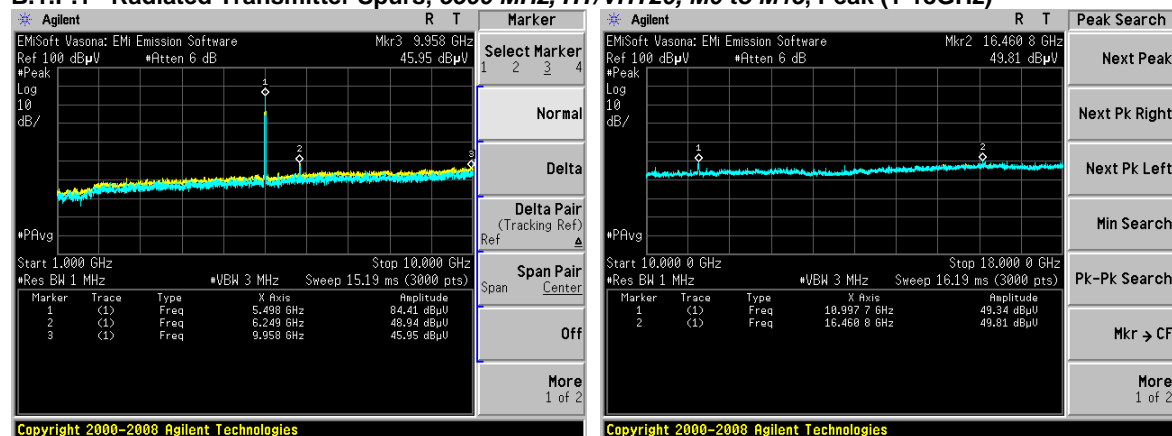 B.1.P.1 Radiated Transmitter Spurs, 5500 MHz, HT/VHT20, M0 to M15, Peak (1-18GHz)
Agilent R T
EMiSoft Vasona: EMi Emission Software Mkr3 9.958 GHz
Ref 100 dBµV #Atten 6 dB 45.95 dBµV
#Peak
Log
10
dB/
1
2
3
#PAvg
Start 1.000 GHz Stop 10.000 GHz
#Res BW 1 MHz #VBW 3 MHz Sweep 15.19 ms (3000 pts)
Marker Trace Type X Axis Amplitude
1 (1) Freq 5.498 GHz 84.41 dBµV
2 (1) Freq 6.249 GHz 48.94 dBµV
3 (1) Freq 9.958 GHz 45.95 dBµV
Copyright 2000-2008 Agilent Technologies
Marker
Select Marker
1 2 3 4
Normal
Delta
Delta Pair
(Tracking Ref)
Ref Δ
Span Pair
Span Center
Off
More
1 of 2
Agilent R T
EMiSoft Vasona: EMi Emission Software Mkr2 16.460 8 GHz
Ref 100 dBµV #Atten 6 dB 49.81 dBµV
#Peak
Log
10
dB/
1
2
#PAvg
Start 10.000 0 GHz Stop 18.000 0 GHz
#Res BW 1 MHz #VBW 3 MHz Sweep 16.19 ms (3000 pts)
Marker Trace Type X Axis Amplitude
1 (1) Freq 10.997 7 GHz 49.34 dBµV
2 (1) Freq 16.460 8 GHz 49.81 dBµV
Copyright 2000-2008 Agilent Technologies
Peak Search
Next Peak
Next Pk Right
Next Pk Left
Min Search
Pk-Pk Search
Mkr → CF
More
1 of 2